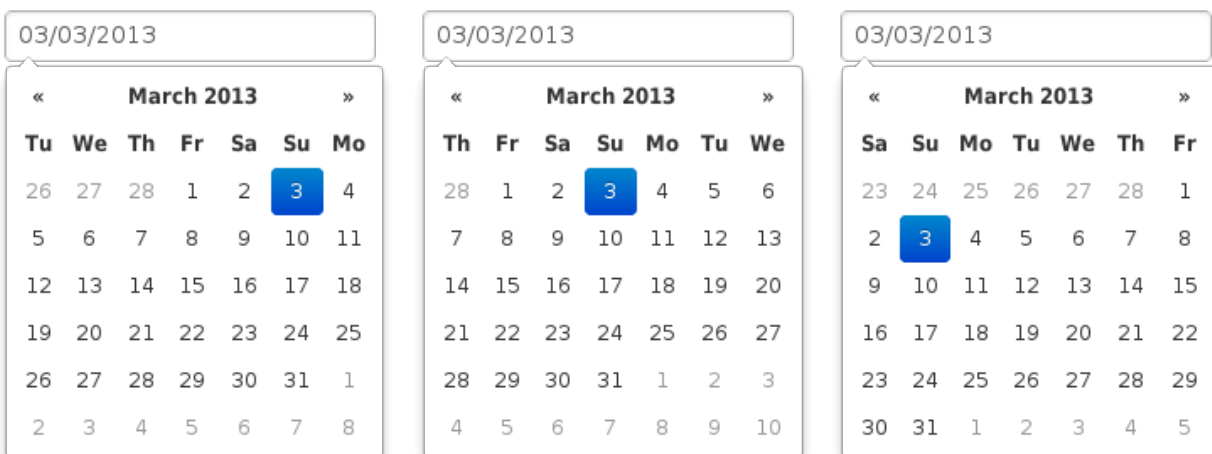 03/03/2013
« March 2013 »
Tu We Th Fr Sa Su Mo
26 27 28 1 2 3 4
5 6 7 8 9 10 11
12 13 14 15 16 17 18
19 20 21 22 23 24 25
26 27 28 29 30 31 1
2 3 4 5 6 7 8
03/03/2013
« March 2013 »
Th Fr Sa Su Mo Tu We
28 1 2 3 4 5 6
7 8 9 10 11 12 13
14 15 16 17 18 19 20
21 22 23 24 25 26 27
28 29 30 31 1 2 3
4 5 6 7 8 9 10
03/03/2013
« March 2013 »
Sa Su Mo Tu We Th Fr
23 24 25 26 27 28 1
2 3 4 5 6 7 8
9 10 11 12 13 14 15
16 17 18 19 20 21 22
23 24 25 26 27 28 29
30 31 1 2 3 4 5